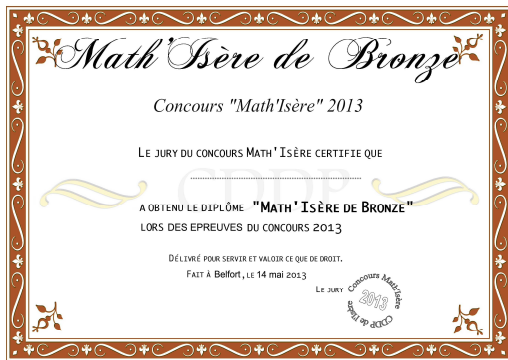 Math'Isère de Bronze
Concours "Math'Isère" 2013
LE JURY DU CONCOURS MATH'ISÈRE CERTIFIE QUE
CDDP
A OBTENU LE DIPLÔME "MATH'ISÈRE DE BRONZE"
LORS DES EPREUVES DU CONCOURS 2013
DÉLIVRÉ POUR SERVIR ET VALOIR CE QUE DE DROIT.
FAIT À Belfort, LE 14 mai 2013
LE JURY
Concours Math'Isère
2013
CDDP de l'Isère